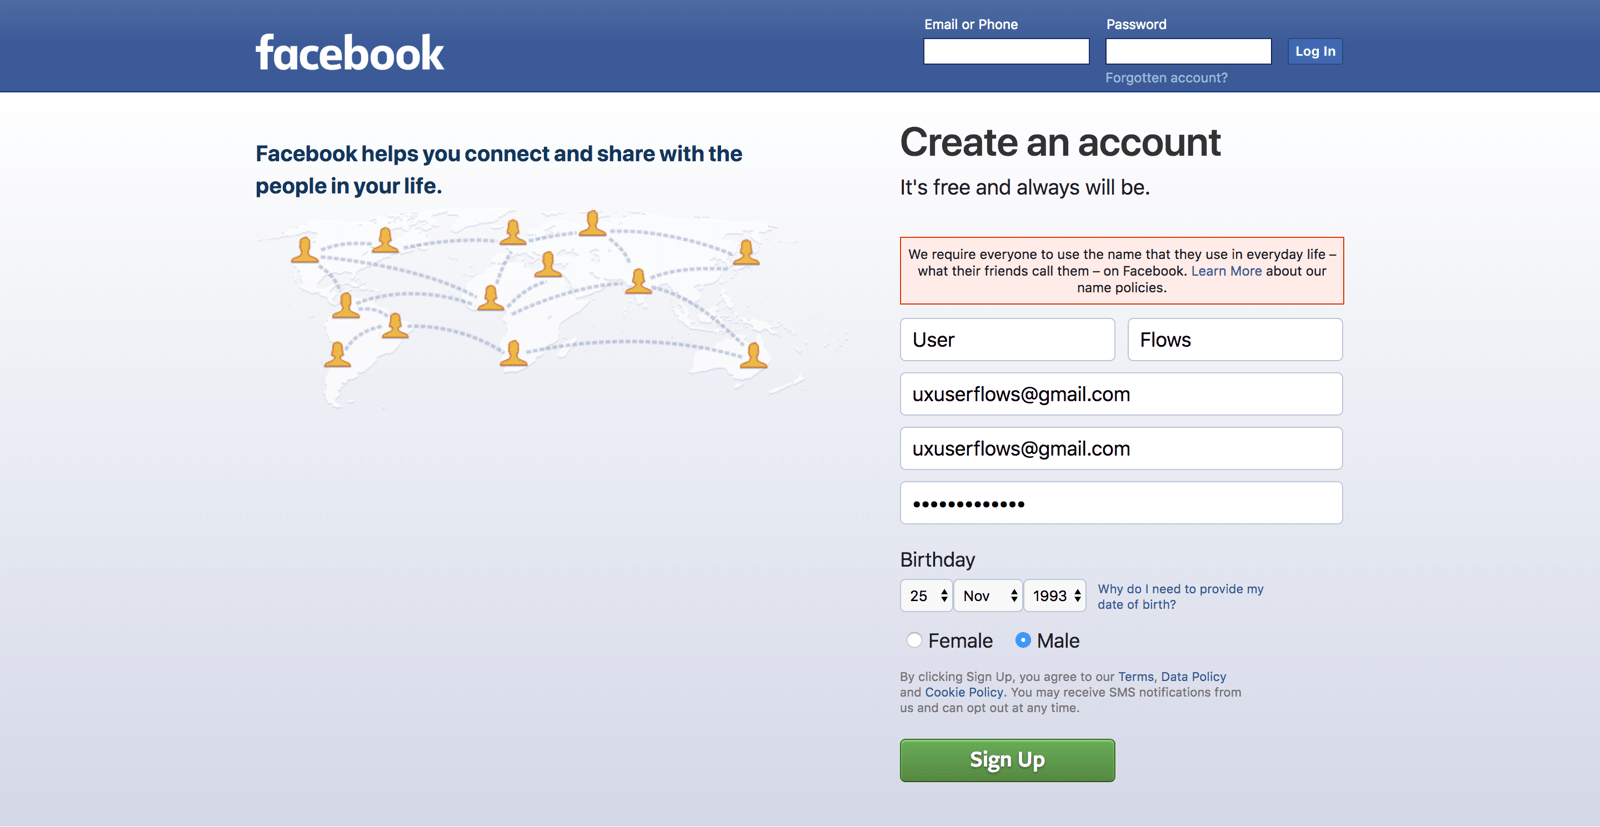 facebook
Email or Phone
Password
Log In
Forgotten account?
Facebook helps you connect and share with the
people in your life.
Create an account
It's free and always will be.
We require everyone to use the name that they use in everyday life –
what their friends call them – on Facebook. Learn More about our
name policies.
User
Flows
uxuserflows@gmail.com
uxuserflows@gmail.com
•••••••••••••
Birthday
25
Nov
1993
Why do I need to provide my
date of birth?
Female
Male
By clicking Sign Up, you agree to our Terms, Data Policy
and Cookie Policy. You may receive SMS notifications from
us and can opt out at any time.
Sign Up